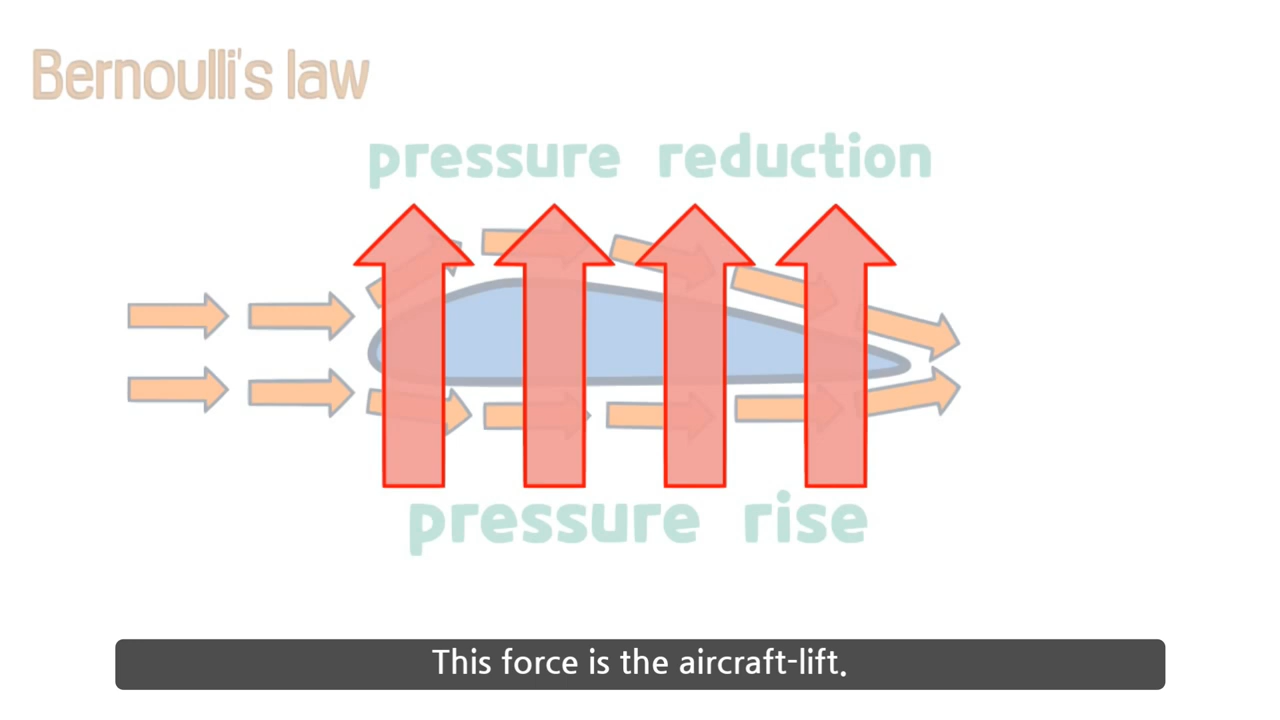 Bernoulli's law
pressure reduction
pressure rise
This force is the aircraft-lift.